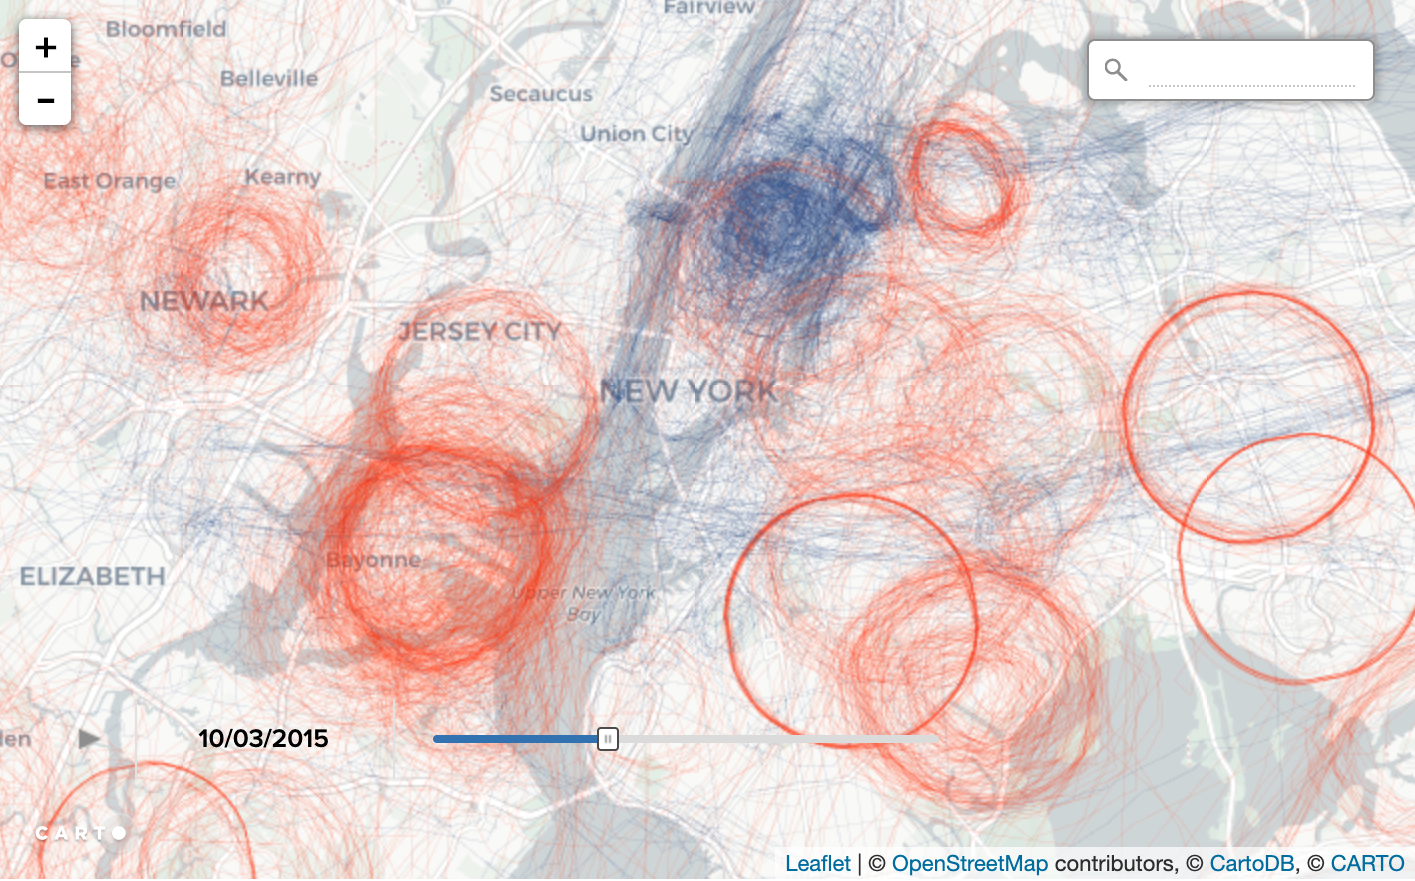 Fairview
Bloomfield
+
Belleville
Secaucus
−
Union City
East Orange
Kearny
NEWARK
JERSEY CITY
NEW YORK
Bayonne
ELIZABETH
Upper New York
Bay
10/03/2015
CARTO
Leaflet | © OpenStreetMap contributors, © CartoDB, © CARTO